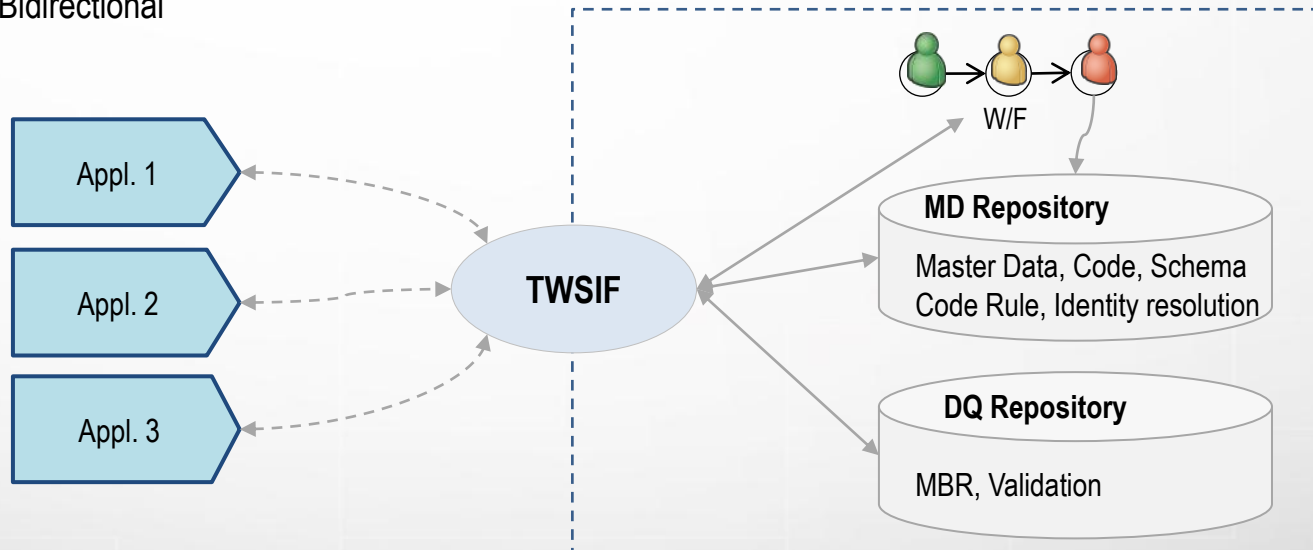 Bidirectional
W/F
Appl. 1
Appl. 2
Appl. 3
TWSIF
MD Repository
Master Data, Code, Schema
Code Rule, Identity resolution
DQ Repository
MBR, Validation